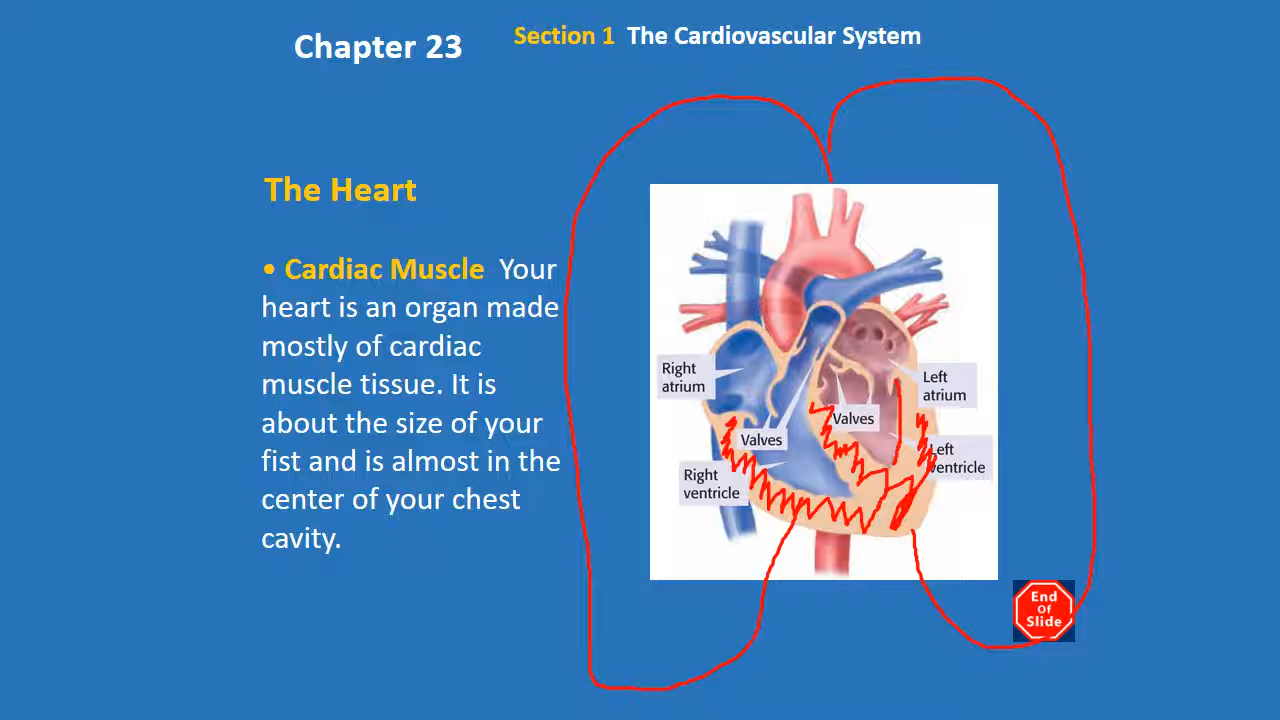 Chapter 23
Section 1 The Cardiovascular System
The Heart
• Cardiac Muscle Your
heart is an organ made
mostly of cardiac
muscle tissue. It is
about the size of your
fist and is almost in the
center of your chest
cavity.
Right
atrium
Left
atrium
Valves
Valves
Left
ventricle
Right
ventricle
End
Of
Slide